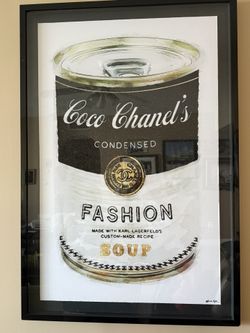 Coco Chanel's
CONDENSED
FASHION
MADE WITH KARL LAGERFELD'S
CUSTOM-MADE RECIPE
SOUP